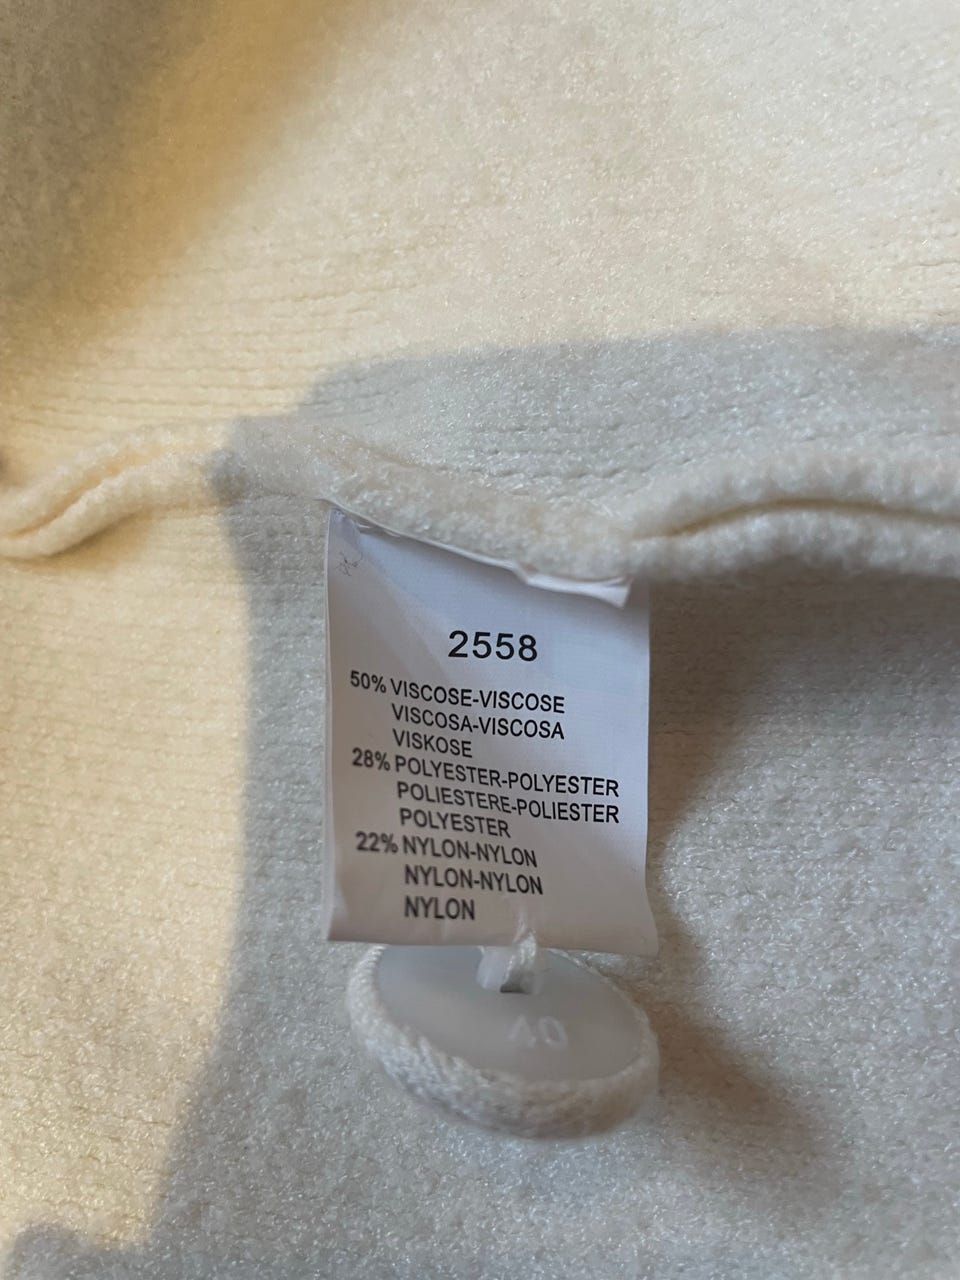 2558
50% VISCOSE-VISCOSE
VISCOSA-VISCOSA
VISKOSE
28% POLYESTER-POLYESTER
POLIESTERE-POLIESTER
POLYESTER
22% NYLON-NYLON
NYLON-NYLON
NYLON
40